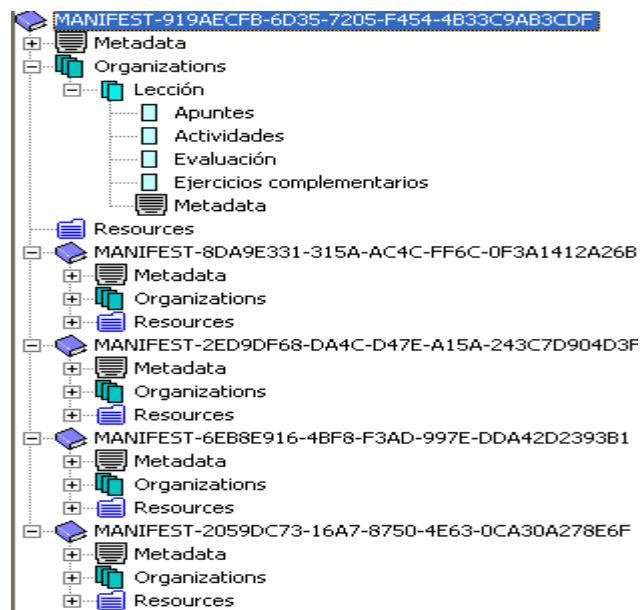 MANIFEST-919AECFB-6D35-7205-F454-4B33C9AB3CDF
Metadata
Organizations
Lección
Apuntes
Actividades
Evaluación
Ejercicios complementarios
Metadata
Resources
MANIFEST-8DA9E331-315A-AC4C-FF6C-0F3A1412A26B
Metadata
Organizations
Resources
MANIFEST-2ED9DF68-DA4C-D47E-A15A-243C7D904D3F
Metadata
Organizations
Resources
MANIFEST-6EB8E916-4BF8-F3AD-997E-DDA42D2393B1
Metadata
Organizations
Resources
MANIFEST-2059DC73-16A7-8750-4E63-0CA30A278E6F
Metadata
Organizations
Resources